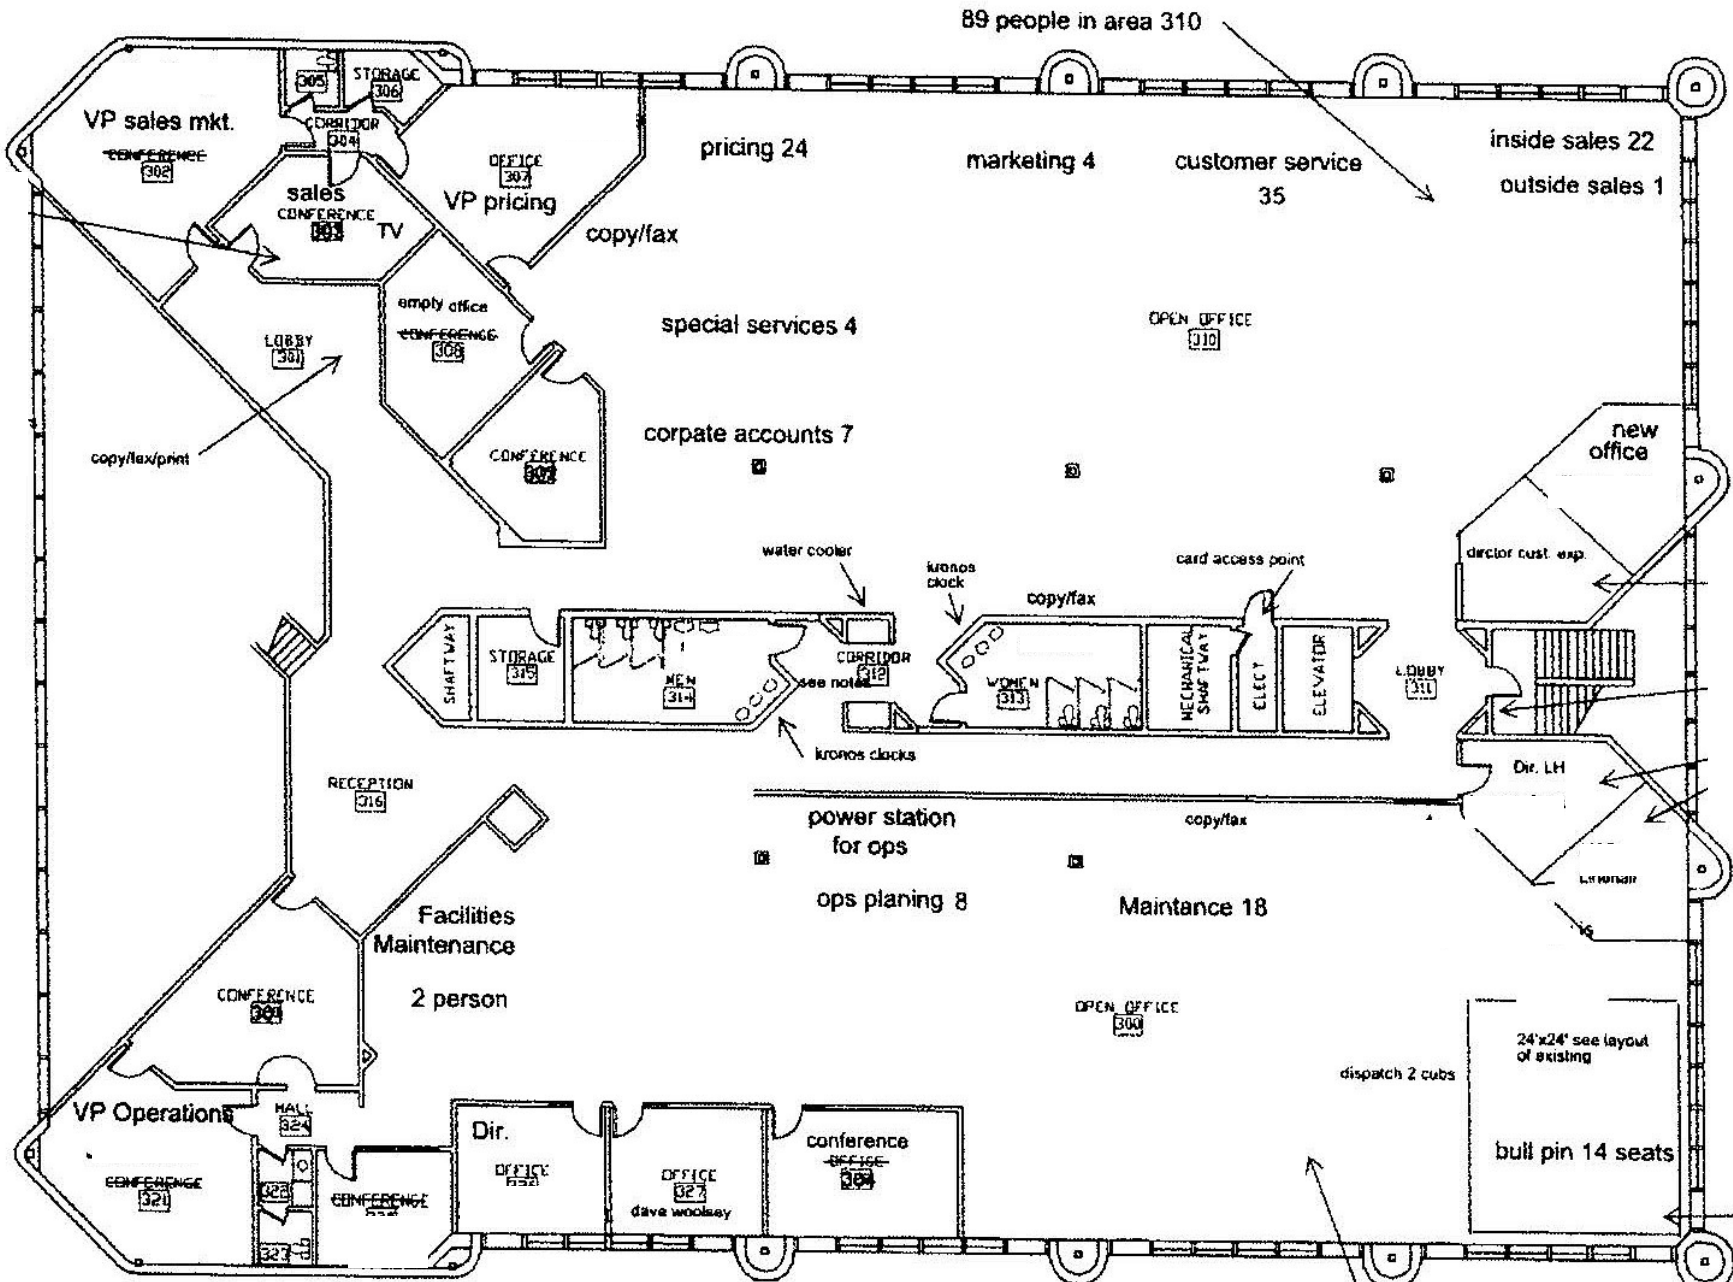 89 people in area 310
305
STORAGE
306
VP sales mkt.
CONFERENCE
302
CORRIDOR
304
pricing 24
marketing 4
customer service
35
inside sales 22
outside sales 1
OFFICE
307
VP pricing
sales
CONFERENCE
TV
copy/fax
empty office
CONFERENCE
308
special services 4
OPEN OFFICE
310
LOBBY
301
copy/fax/print
corpate accounts 7
CONFERENCE
new
office
water cooler
kronos
clock
card access point
dirctor cust. exp.
copy/fax
SHAFTWAY
STORAGE
315
MEN
314
CORRIDOR
312
see notes
WOMEN
313
MECHANICAL
SHAFTWAY
ELECT
ELEVATOR
LOBBY
311
kronos clocks
RECEPTION
316
Dir. LH
power station
for ops
copy/fax
ops planing 8
Maintance 18
is
Facilities
Maintenance
2 person
CONFERENCE
OPEN OFFICE
300
24'x24' see layout
of existing
dispatch 2 cubs
bull pin 14 seats
VP Operations
HALL
324
CONFERENCE
321
322
323
CONFERENCE
Dir.
OFFICE
OFFICE
327
dave woolsey
conference
OFFICE